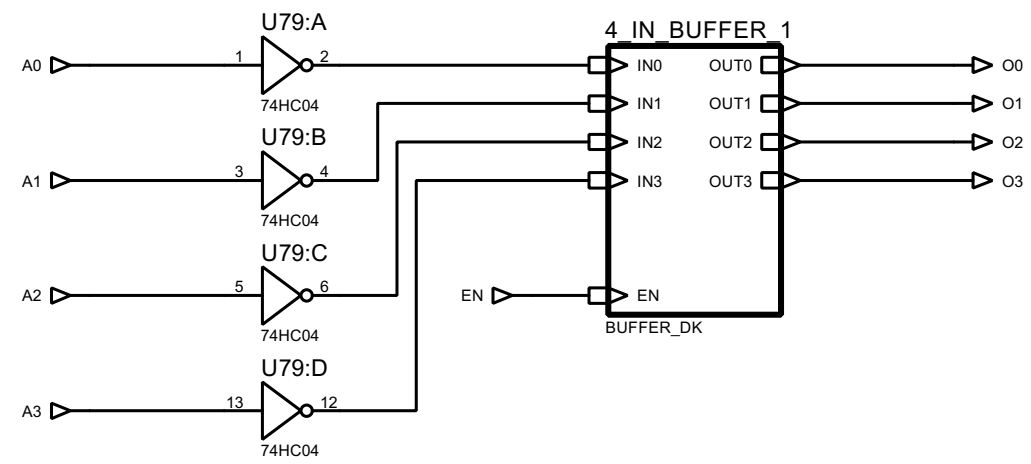 U79:A
4_IN_BUFFER_1
A0 1 2 IN0 OUT0 O0
74HC04
IN1 OUT1 O1
U79:B
IN2 OUT2 O2
A1 3 4 IN3 OUT3 O3
74HC04
U79:C
A2 5 6 EN EN
BUFFER_DK
74HC04
U79:D
A3 13 12
74HC04